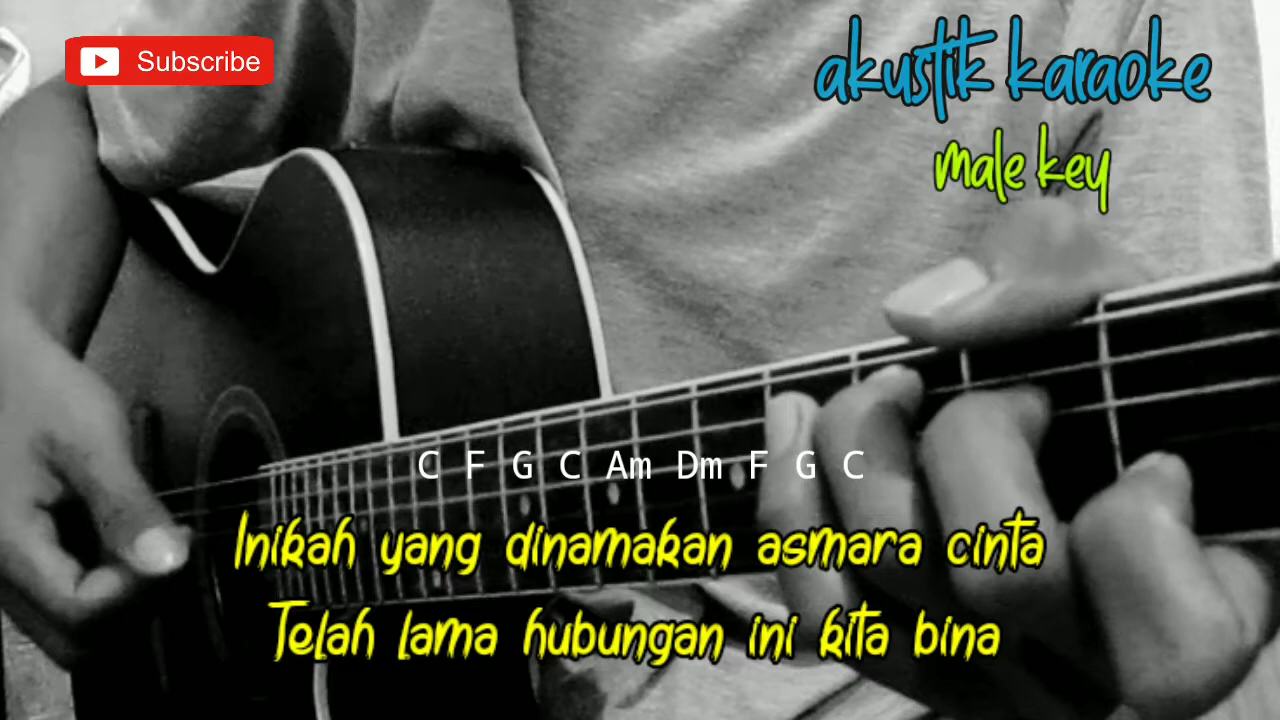 Subscribe
akustik karaoke
male key
C F G C Am Dm F G C
Inikah yang dinamakan asmara cinta
Telah lama hubungan ini kita bina